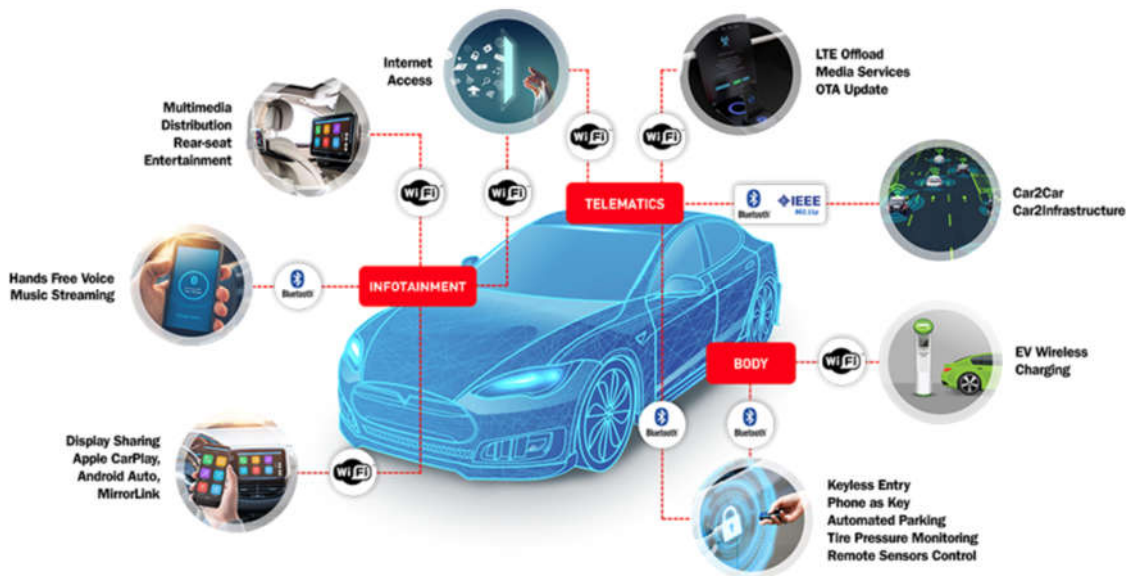 Internet
Access
LTE Offload
Media Services
OTA Update
Multimedia
Distribution
Rear-seat
Entertainment
Wi Fi
Wi Fi
Wi Fi
Wi Fi
TELEMATICS
Bluetooth
IEEE
802.11p
Car2Car
Car2Infrastructure
Hands Free Voice
Music Streaming
Bluetooth
INFOTAINMENT
BODY
Wi Fi
EV Wireless
Charging
Bluetooth
Bluetooth
Display Sharing
Apple CarPlay,
Android Auto,
MirrorLink
Wi Fi
Keyless Entry
Phone as Key
Automated Parking
Tire Pressure Monitoring
Remote Sensors Control